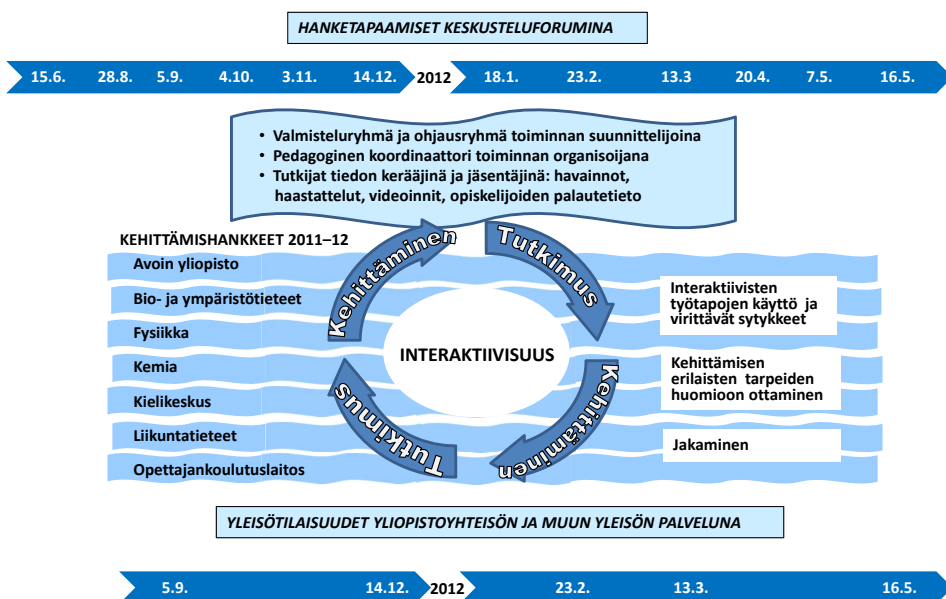 HANKETAPAAMISET KESKUSTELUFORUMINA
15.6. 28.8. 5.9. 4.10. 3.11. 14.12. 2012 18.1. 23.2. 13.3 20.4. 7.5. 16.5.
• Valmisteluryhmä ja ohjausryhmä toiminnan suunnittelijoina
• Pedagoginen koordinaattori toiminnan organisoijana
• Tutkijat tiedon kerääjinä ja jäsentäjinä: havainnot,
haastattelut, videoinnit, opiskelijoiden palautetieto
KEHITTÄMISHANKKEET 2011–12
Avoin yliopisto
Bio- ja ympäristötieteet
Fysiikka
Kemia
Kielikeskus
Liikuntatieteet
Opettajankoulutuslaitos
Kehittäminen
Tutkimus
INTERAKTIIVISUUS
Tutkimus
Kehittäminen
Interaktiivisten
työtapojen käyttö ja
virittävät sytykkeet
Kehittämisen
erilaisten tarpeiden
huomioon ottaminen
Jakaminen
YLEISÖTILAISUUDET YLIOPISTOYHTEISÖN JA MUUN YLEISÖN PALVELUNA
5.9. 14.12. 2012 23.2. 13.3. 16.5.